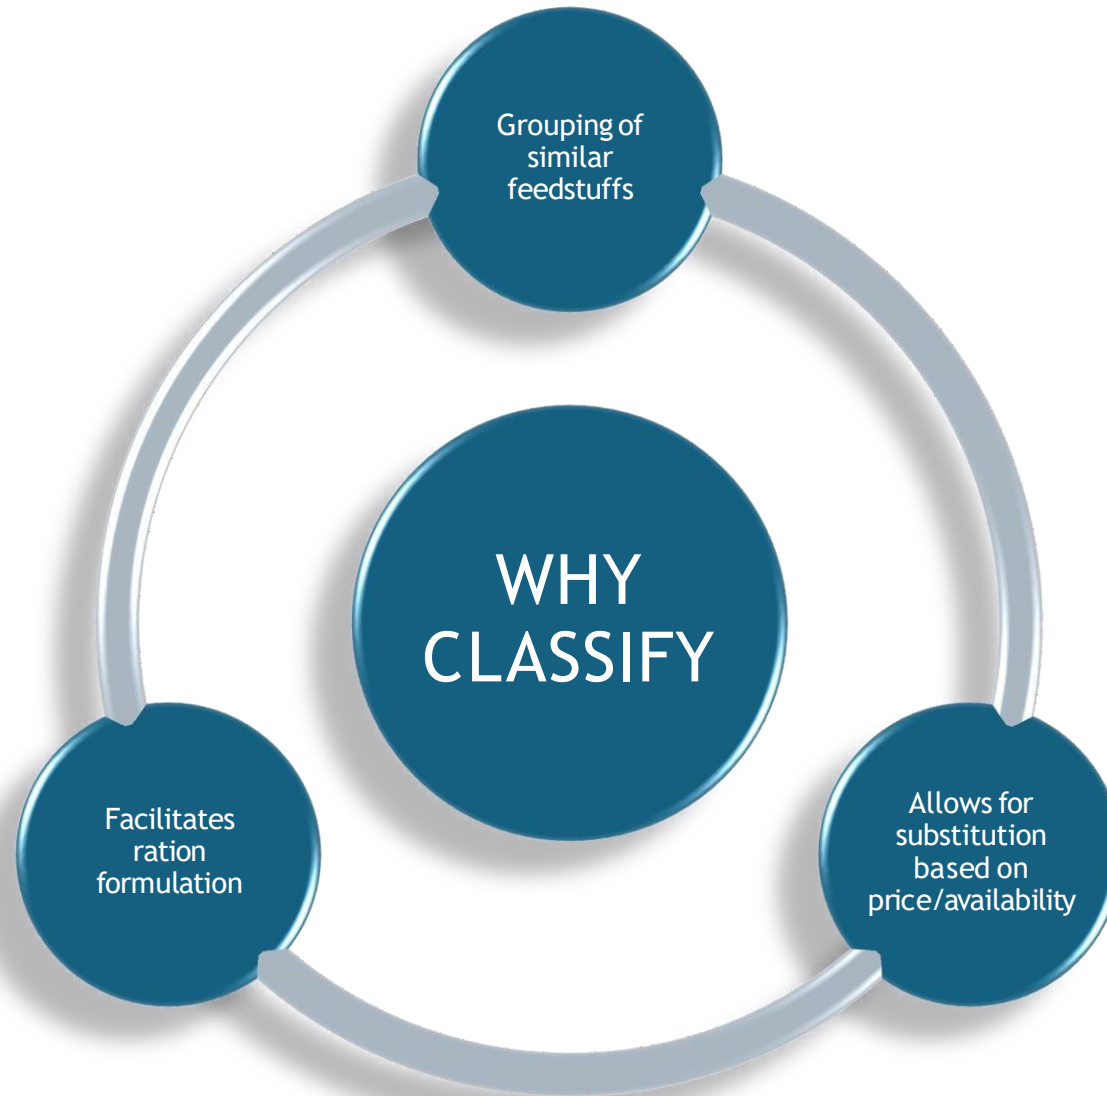 Grouping of
similar
feedstuffs
WHY
CLASSIFY
Facilitates
ration
formulation
Allows for
substitution
based on
price/availability